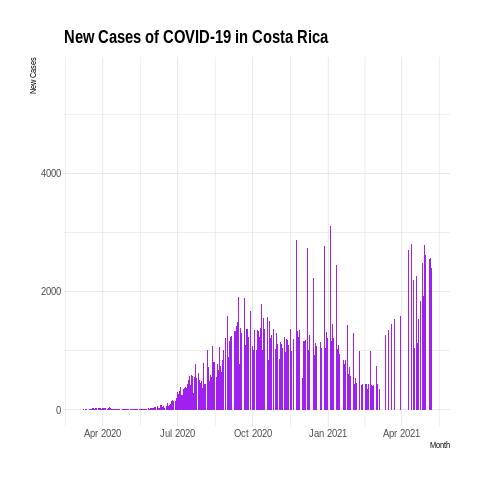 New Cases of COVID-19 in Costa Rica
New Cases
4000
2000
0
Apr 2020 Jul 2020 Oct 2020 Jan 2021 Apr 2021
Month